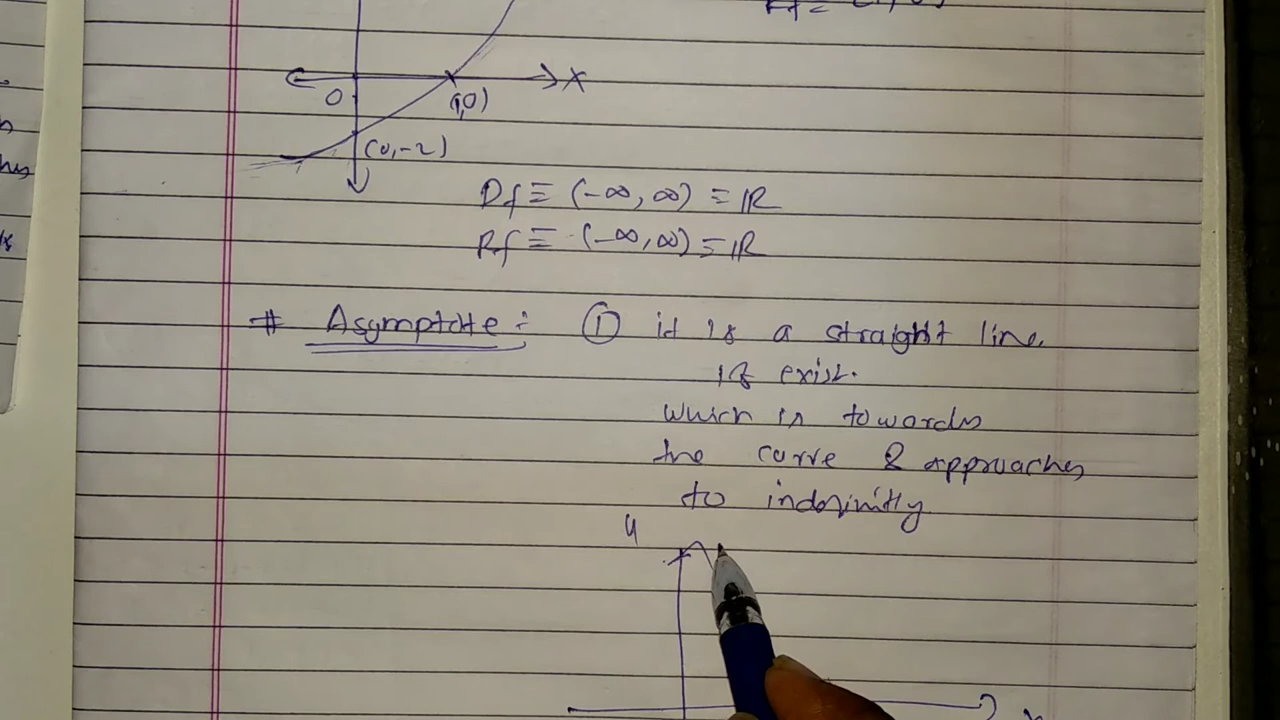 X
O
(1,0)
(0,-2)
Df ≡ (-∞, ∞) = IR
Rf ≡ (-∞, ∞) = IR
# Asymptote : ① it is a straight line
if exist.
which is towards
the curve & approaches
to indefinitly
y